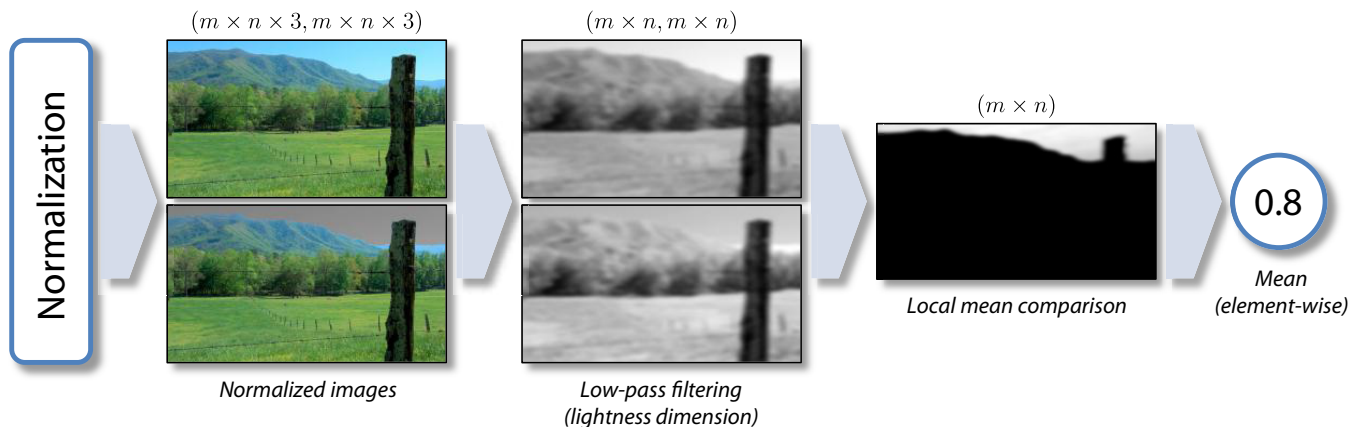 Normalization
(m × n × 3, m × n × 3)
Normalized images
(m × n, m × n)
Low-pass filtering
(lightness dimension)
(m × n)
Local mean comparison
0.8
Mean
(element-wise)